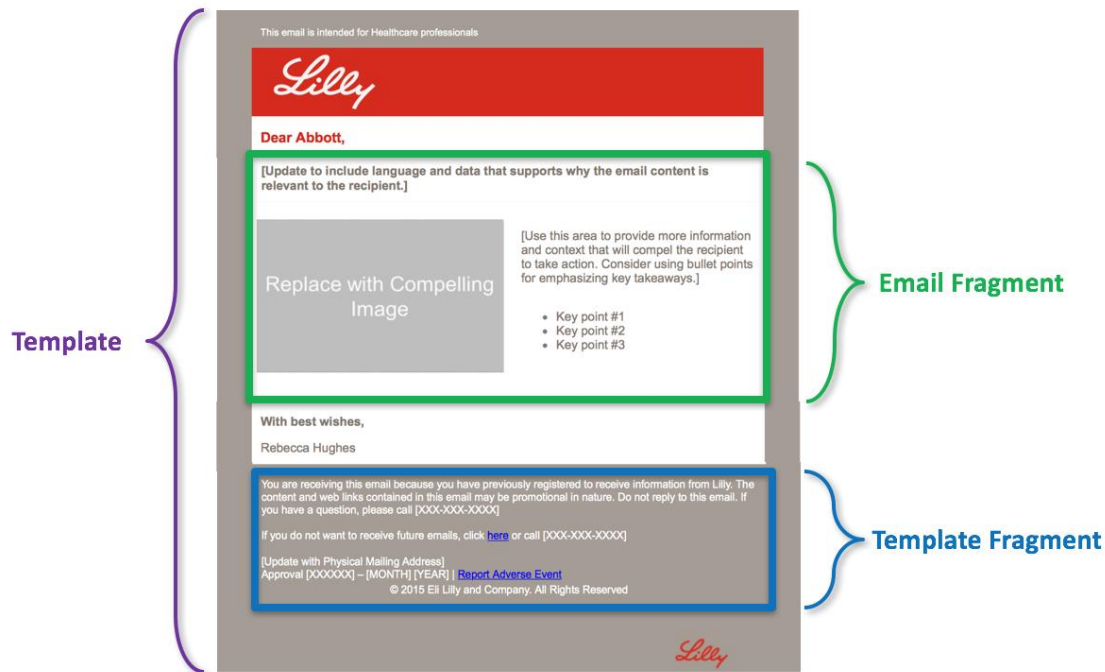 This email is intended for Healthcare professionals
Lilly
Dear Abbott,
[Update to include language and data that supports why the email content is
relevant to the recipient.]
Replace with Compelling
Image
[Use this area to provide more information
and context that will compel the recipient
to take action. Consider using bullet points
for emphasizing key takeaways.]
• Key point #1
• Key point #2
• Key point #3
Email Fragment
Template
With best wishes,
Rebecca Hughes
You are receiving this email because you have previously registered to receive information from Lilly. The
content and web links contained in this email may be promotional in nature. Do not reply to this email. If
you have a question, please call [XXX-XXX-XXXX]
If you do not want to receive future emails, click here or call [XXX-XXX-XXXX]
[Update with Physical Mailing Address]
Approval [XXXXXX] – [MONTH] [YEAR] | Report Adverse Event
© 2015 Eli Lilly and Company. All Rights Reserved
Template Fragment
Lilly